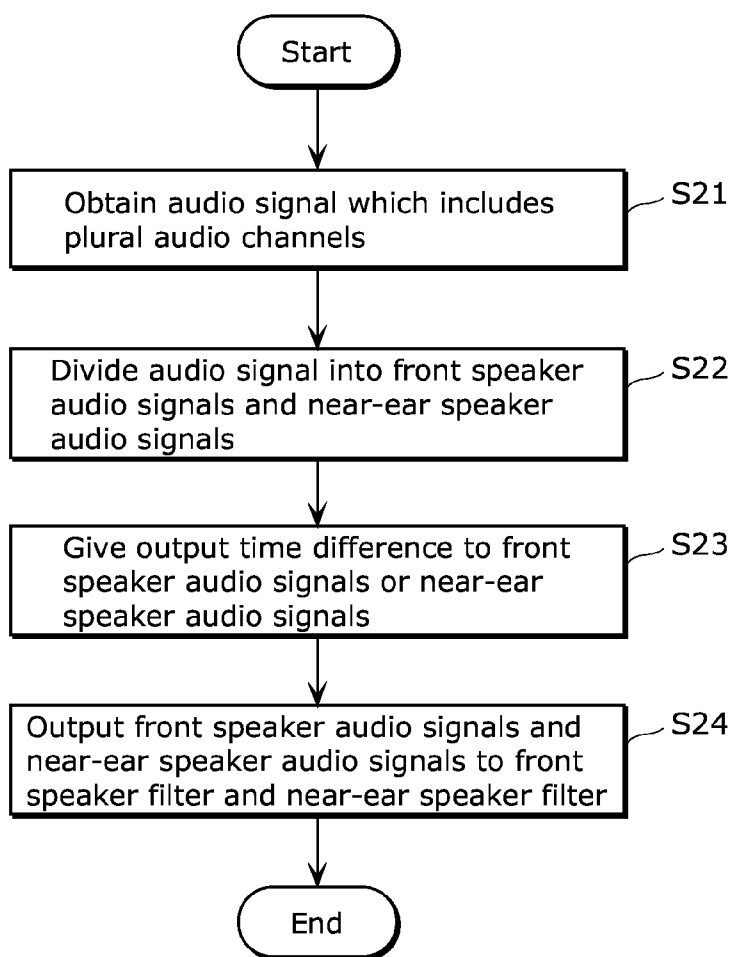 Start
Obtain audio signal which includes
plural audio channels
S21
Divide audio signal into front speaker
audio signals and near-ear speaker
audio signals
S22
Give output time difference to front
speaker audio signals or near-ear
speaker audio signals
S23
Output front speaker audio signals and
near-ear speaker audio signals to front
speaker filter and near-ear speaker filter
S24
End